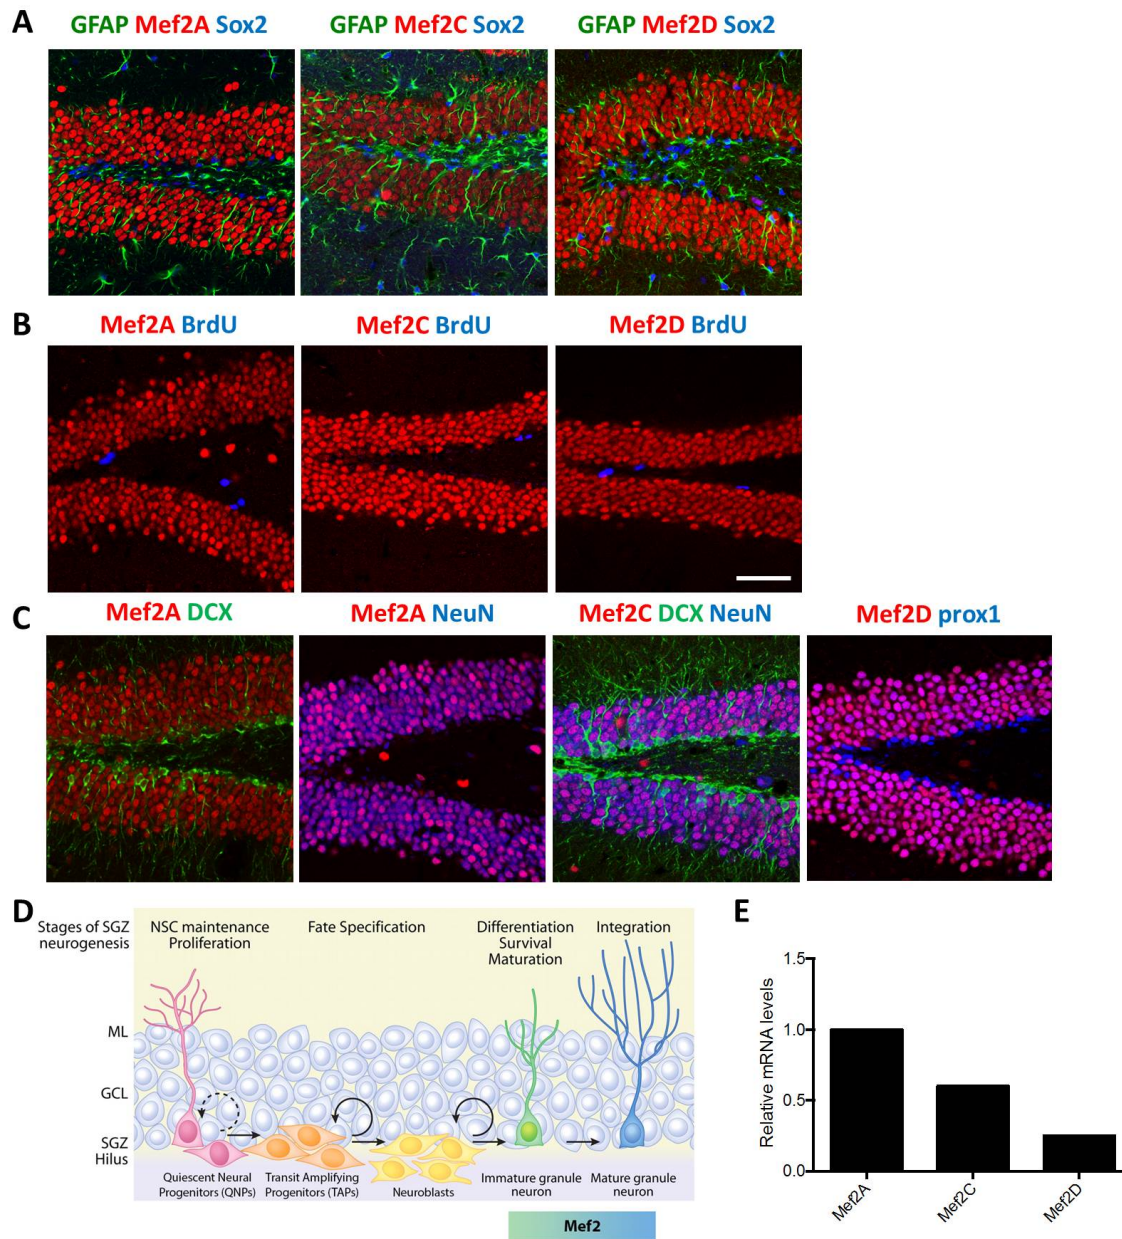 A
GFAP Mef2A Sox2
GFAP Mef2C Sox2
GFAP Mef2D Sox2
B
Mef2A BrdU
Mef2C BrdU
Mef2D BrdU
C
Mef2A DCX
Mef2A NeuN
Mef2C DCX NeuN
Mef2D prox1
D
Stages of SGZ
neurogenesis
NSC maintenance
Proliferation
Fate Specification
Differentiation
Survival
Maturation
Integration
ML
GCL
SGZ
Hilus
Quiescent Neural
Progenitors (QNPs)
Transit Amplifying
Progenitors (TAPs)
Neuroblasts
Immature granule
neuron
Mature granule
neuron
Mef2
E
Relative mRNA levels
1.5
1.0
0.5
0.0
Mef2A
Mef2C
Mef2D